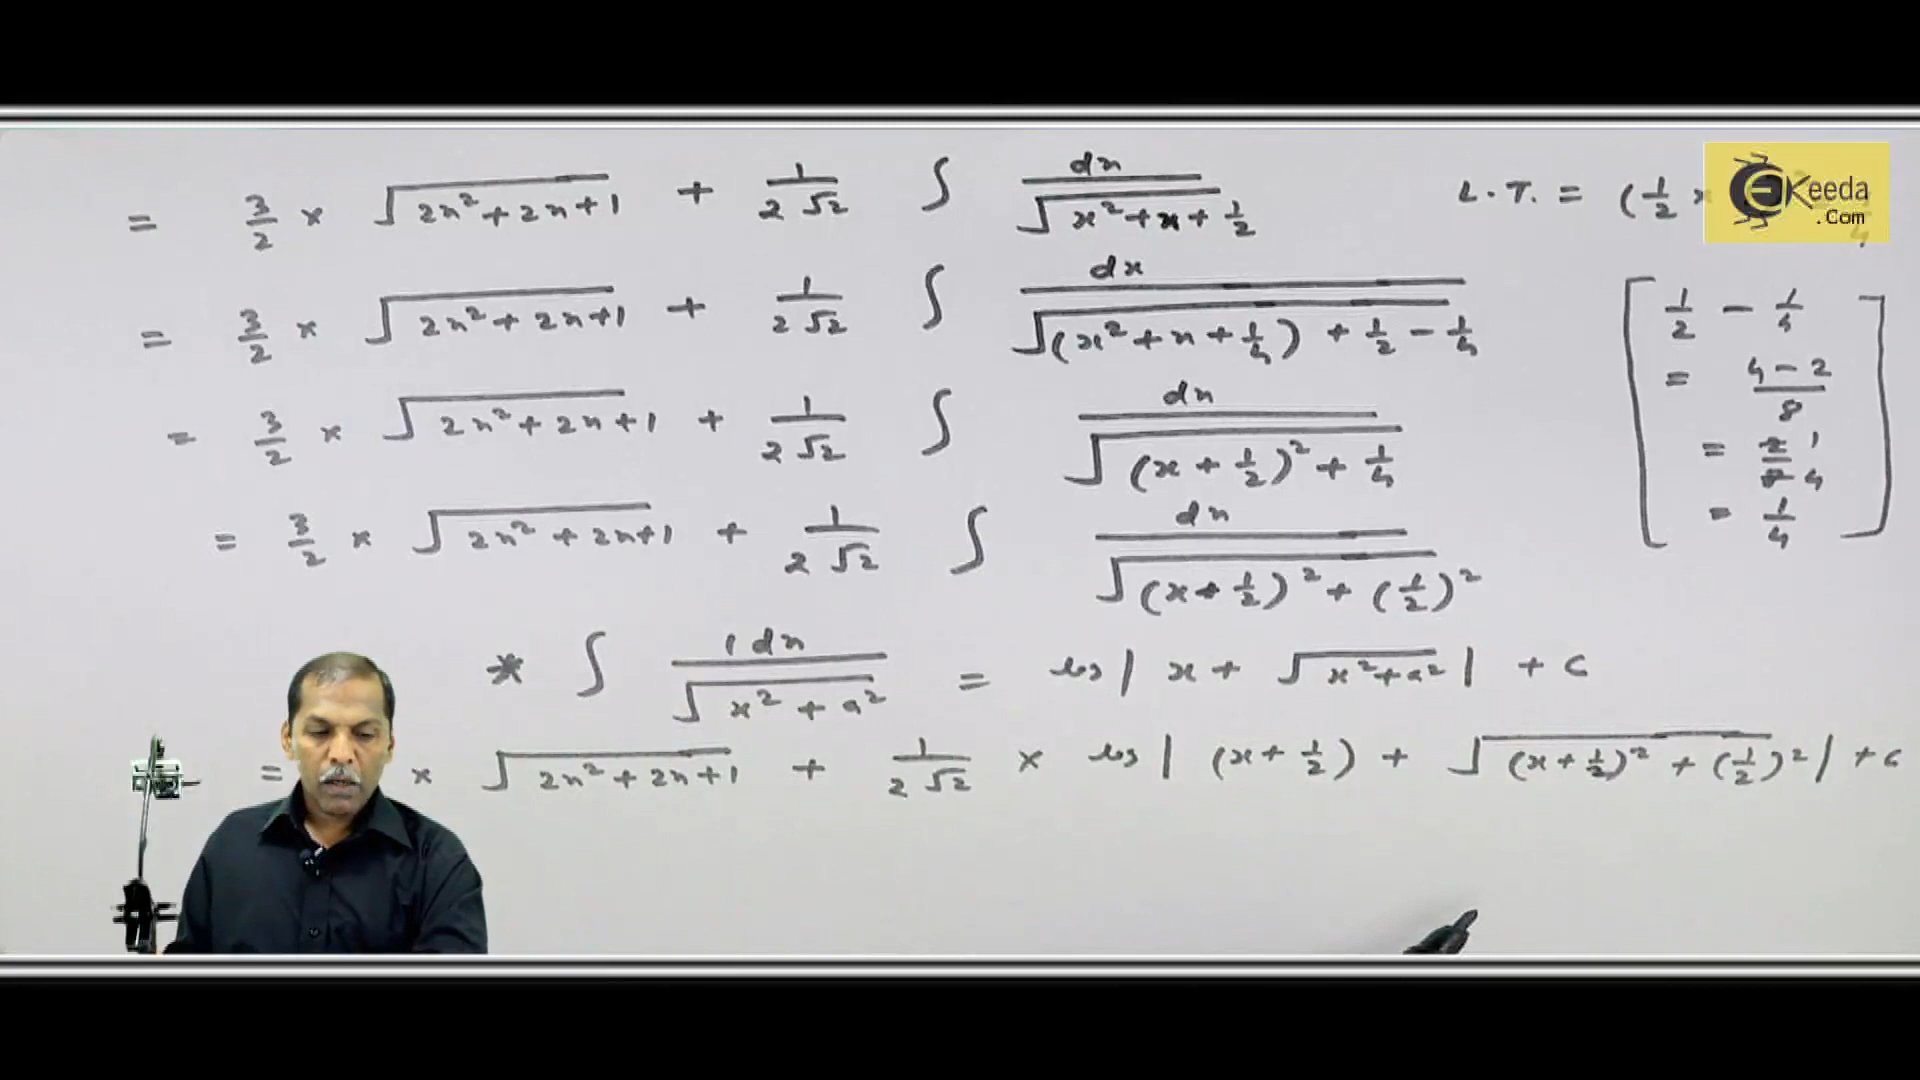 = 3/2 × √(2x²+2x+1) + 1/(2√2) ∫ dx/√(x²+x+1/2)
L.T. = (1/2 ×
EKeeda
.Com
= 3/2 × √(2x²+2x+1) + 1/(2√2) ∫ dx/√((x²+x+1/4) + 1/2 − 1/4)
[1/2 − 1/4
= (4−2)/8
= 2/8 1/4
= 1/4]
= 3/2 × √(2x²+2x+1) + 1/(2√2) ∫ dx/√((x+1/2)² + 1/4)
= 3/2 × √(2x²+2x+1) + 1/(2√2) ∫ dx/√((x+1/2)² + (1/2)²)
* ∫ 1dx/√(x²+a²) = log| x + √(x²+a²) | + c
= × √(2x²+2x+1) + 1/(2√2) × log| (x+1/2) + √((x+1/2)² + (1/2)²) | + c